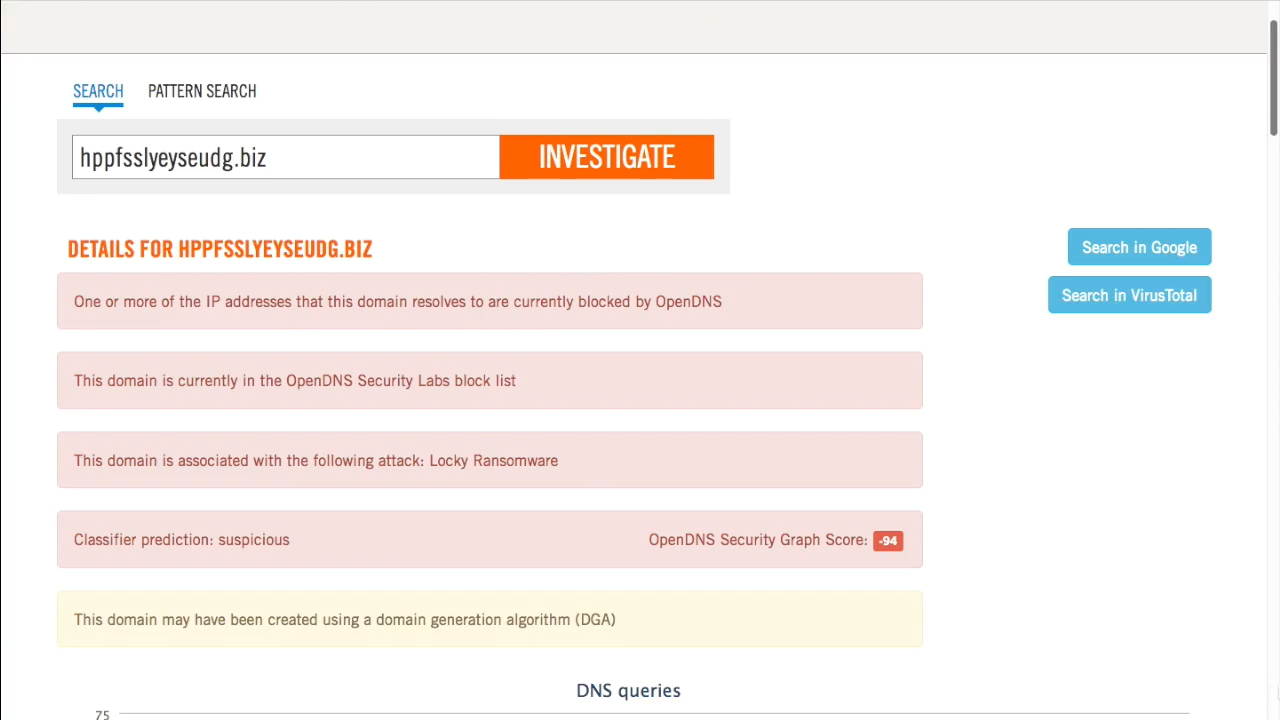 SEARCH PATTERN SEARCH
hppfsslyeyseudg.biz INVESTIGATE
DETAILS FOR HPPFSSLYEYSEUDG.BIZ
Search in Google
One or more of the IP addresses that this domain resolves to are currently blocked by OpenDNS
Search in VirusTotal
This domain is currently in the OpenDNS Security Labs block list
This domain is associated with the following attack: Locky Ransomware
Classifier prediction: suspicious OpenDNS Security Graph Score: -94
This domain may have been created using a domain generation algorithm (DGA)
DNS queries
75